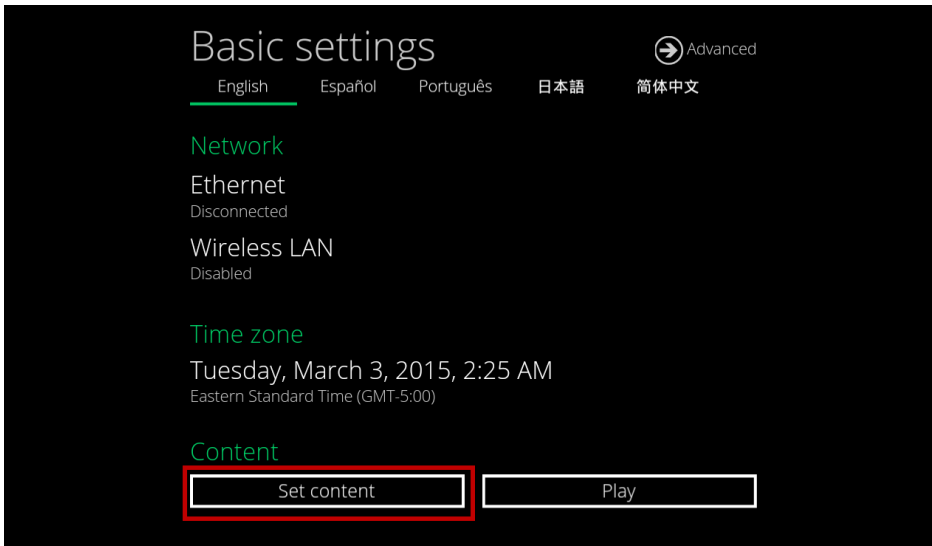 Basic settings
Advanced
English Español Português 日本語 简体中文
Network
Ethernet
Disconnected
Wireless LAN
Disabled
Time zone
Tuesday, March 3, 2015, 2:25 AM
Eastern Standard Time (GMT-5:00)
Content
Set content Play